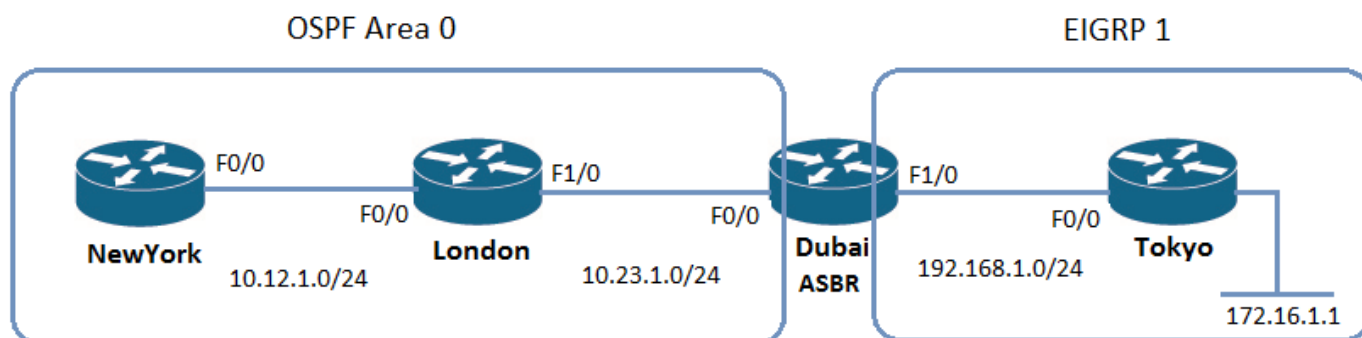 OSPF Area 0
EIGRP 1
F0/0
F0/0
F1/0
F0/0
F1/0
F0/0
NewYork
London
Dubai
ASBR
Tokyo
10.12.1.0/24
10.23.1.0/24
192.168.1.0/24
172.16.1.1